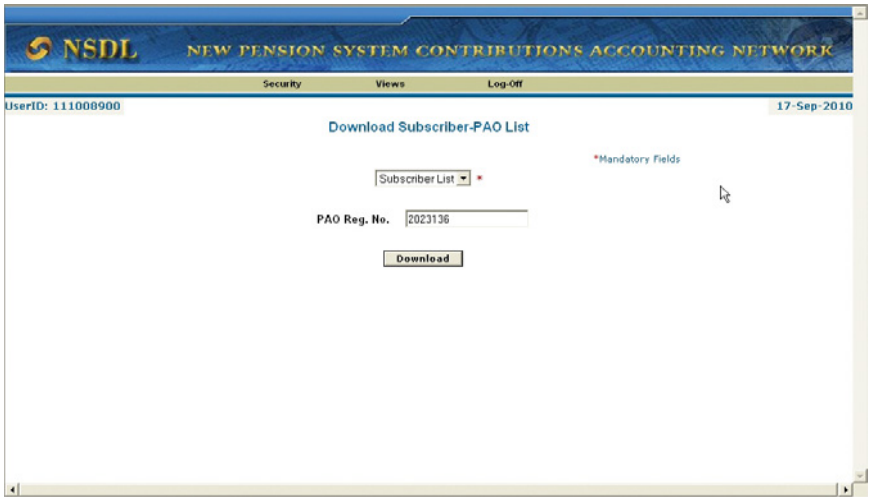 NSDL NEW PENSION SYSTEM CONTRIBUTIONS ACCOUNTING NETWORK
Security Views Log-Off
UserID: 111008900 17-Sep-2010
Download Subscriber-PAO List
*Mandatory Fields
Subscriber List *
PAO Reg. No. 2023136
Download